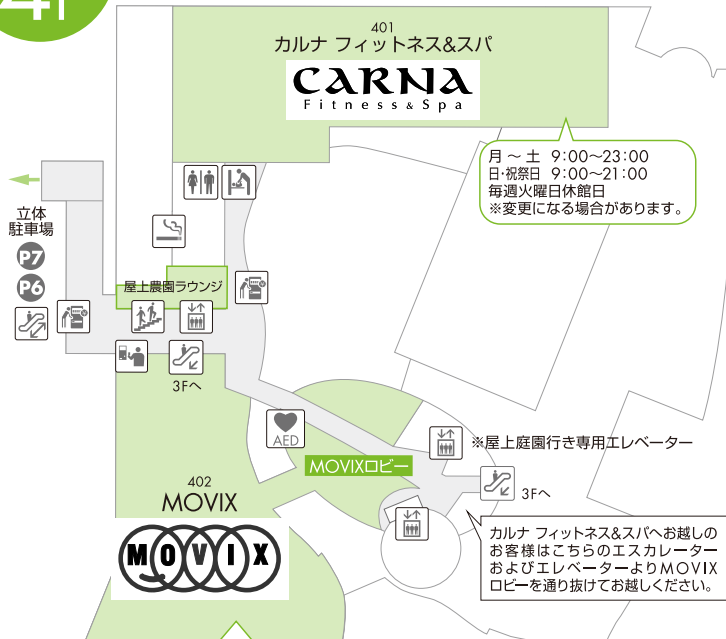 4F
401
カルナ フィットネス&スパ
CARNA
Fitness & Spa
月 ～ 土 9:00～23:00
日・祝祭日 9:00～21:00
毎週火曜日休館日
※変更になる場合があります。
立体
駐車場
P7
P6
屋上農園ラウンジ
3Fへ
AED
MOVIXロビー
※屋上庭園行き専用エレベーター
3Fへ
402
MOVIX
MOVIX
カルナ フィットネス&スパへお越しの
お客様はこちらのエスカレーター
およびエレベーターよりMOVIX
ロビーを通り抜けてお越しください。